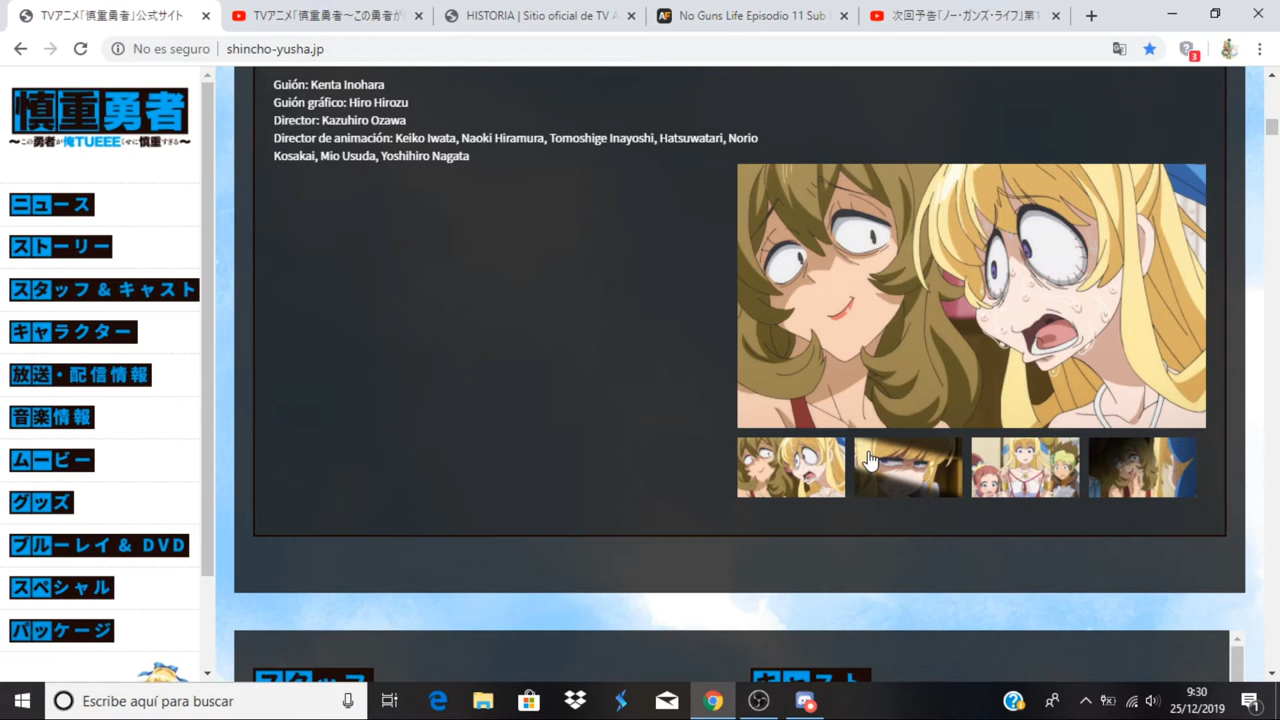 TVアニメ「慎重勇者」公式サイト
TVアニメ「慎重勇者～この勇者が
HISTORIA | Sitio oficial de TV A
No Guns Life Episodio 11 Sub
次回予告「ノー・ガンズ・ライフ」第1
No es seguro
shincho-yusha.jp
3
慎重勇者
～この勇者が俺TUEEEくせに慎重すぎる～
ニュース
ストーリー
スタッフ & キャスト
キャラクター
放送・配信情報
音楽情報
ムービー
グッズ
ブルーレイ & DVD
スペシャル
パッケージ
Guión: Kenta Inohara
Guión gráfico: Hiro Hirozu
Director: Kazuhiro Ozawa
Director de animación: Keiko Iwata, Naoki Hiramura, Tomoshige Inayoshi, Hatsuwatari, Norio
Kosakai, Mio Usuda, Yoshihiro Nagata
スタッフ
キャスト
Escribe aquí para buscar
9:30
25/12/2019
1